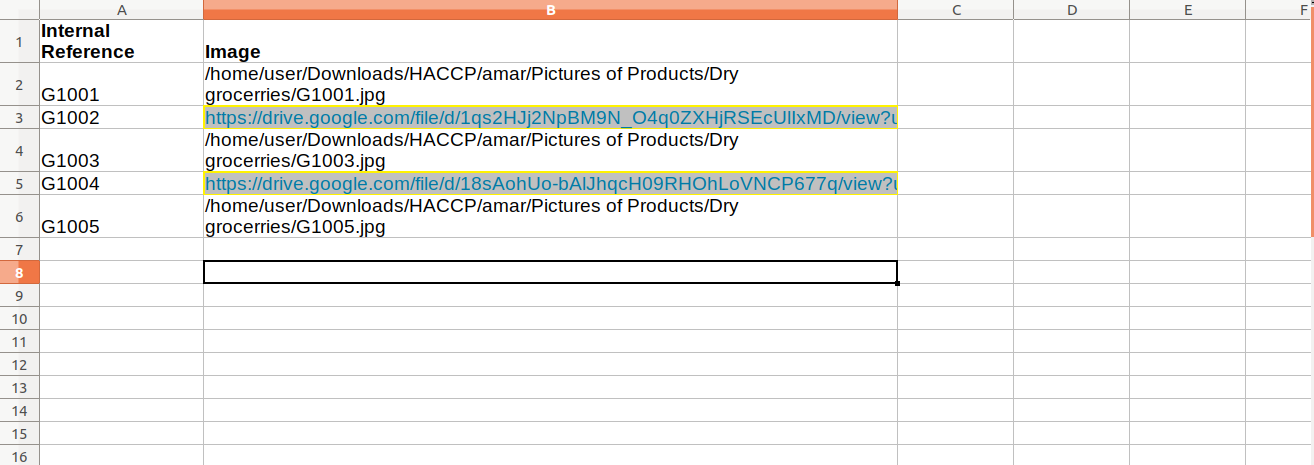 A B C D E F
1 Internal
Reference Image
2 /home/user/Downloads/HACCP/amar/Pictures of Products/Dry
G1001 grocerries/G1001.jpg
3 G1002 https://drive.google.com/file/d/1qs2HJj2NpBM9N_O4q0ZXHjRSEcUllxMD/view?u
4 /home/user/Downloads/HACCP/amar/Pictures of Products/Dry
G1003 grocerries/G1003.jpg
5 G1004 https://drive.google.com/file/d/18sAohUo-bAlJhqcH09RHOhLoVNCP677q/view?u
6 /home/user/Downloads/HACCP/amar/Pictures of Products/Dry
G1005 grocerries/G1005.jpg
7
8
9
10
11
12
13
14
15
16